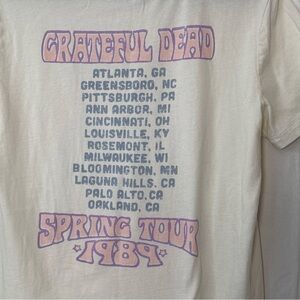 GRATEFUL DEAD
ATLANTA, GA
GREENSBORO, NC
PITTSBURGH, PA
ANN ARBOR, MI
CINCINNATI, OH
LOUISVILLE, KY
ROSEMONT, IL
MILWAUKEE, WI
BLOOMINGTON, MN
LAGUNA HILLS, CA
PALO ALTO, CA
OAKLAND, CA
SPRING TOUR
1989